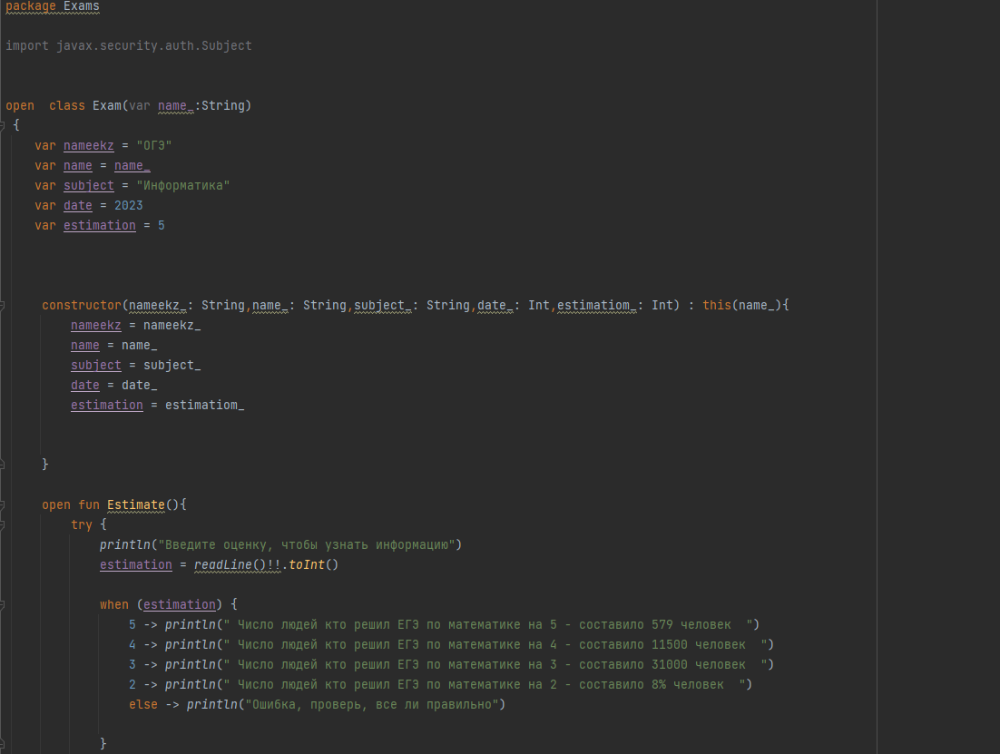 package Exams
import javax.security.auth.Subject
open  class Exam(var name_:String)
{
var nameekz = "ОГЭ"
var name = name_
var subject = "Информатика"
var date = 2023
var estimation = 5
constructor(nameekz_: String,name_: String,subject_: String,date_: Int,estimatiom_: Int) : this(name_){
nameekz = nameekz_
name = name_
subject = subject_
date = date_
estimation = estimatiom_
}
open fun Estimate(){
try {
println("Введите оценку, чтобы узнать информацию")
estimation = readLine()!!.toInt()
when (estimation) {
5 -> println(" Число людей кто решил ЕГЭ по математике на 5 - составило 579 человек  ")
4 -> println(" Число людей кто решил ЕГЭ по математике на 4 - составило 11500 человек  ")
3 -> println(" Число людей кто решил ЕГЭ по математике на 3 - составило 31000 человек  ")
2 -> println(" Число людей кто решил ЕГЭ по математике на 2 - составило 8% человек  ")
else -> println("Ошибка, проверь, все ли правильно")
}